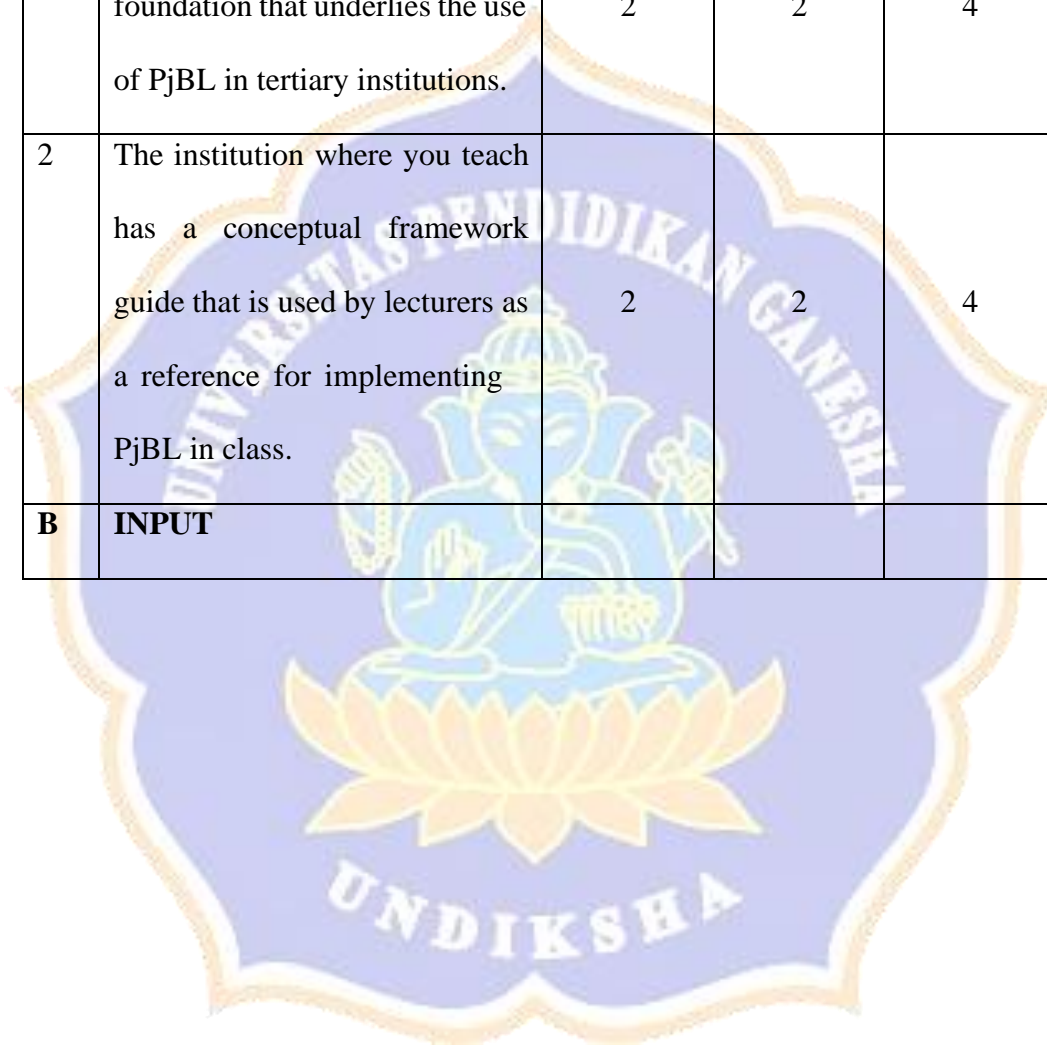 foundation that underlies the use 2 2 4
of PjBL in tertiary institutions.
2 The institution where you teach
has a conceptual framework
guide that is used by lecturers as 2 2 4
a reference for implementing
PjBL in class.
B INPUT
UNIVERSITAS PENDIDIKAN GANESHA
UNDIKSHA